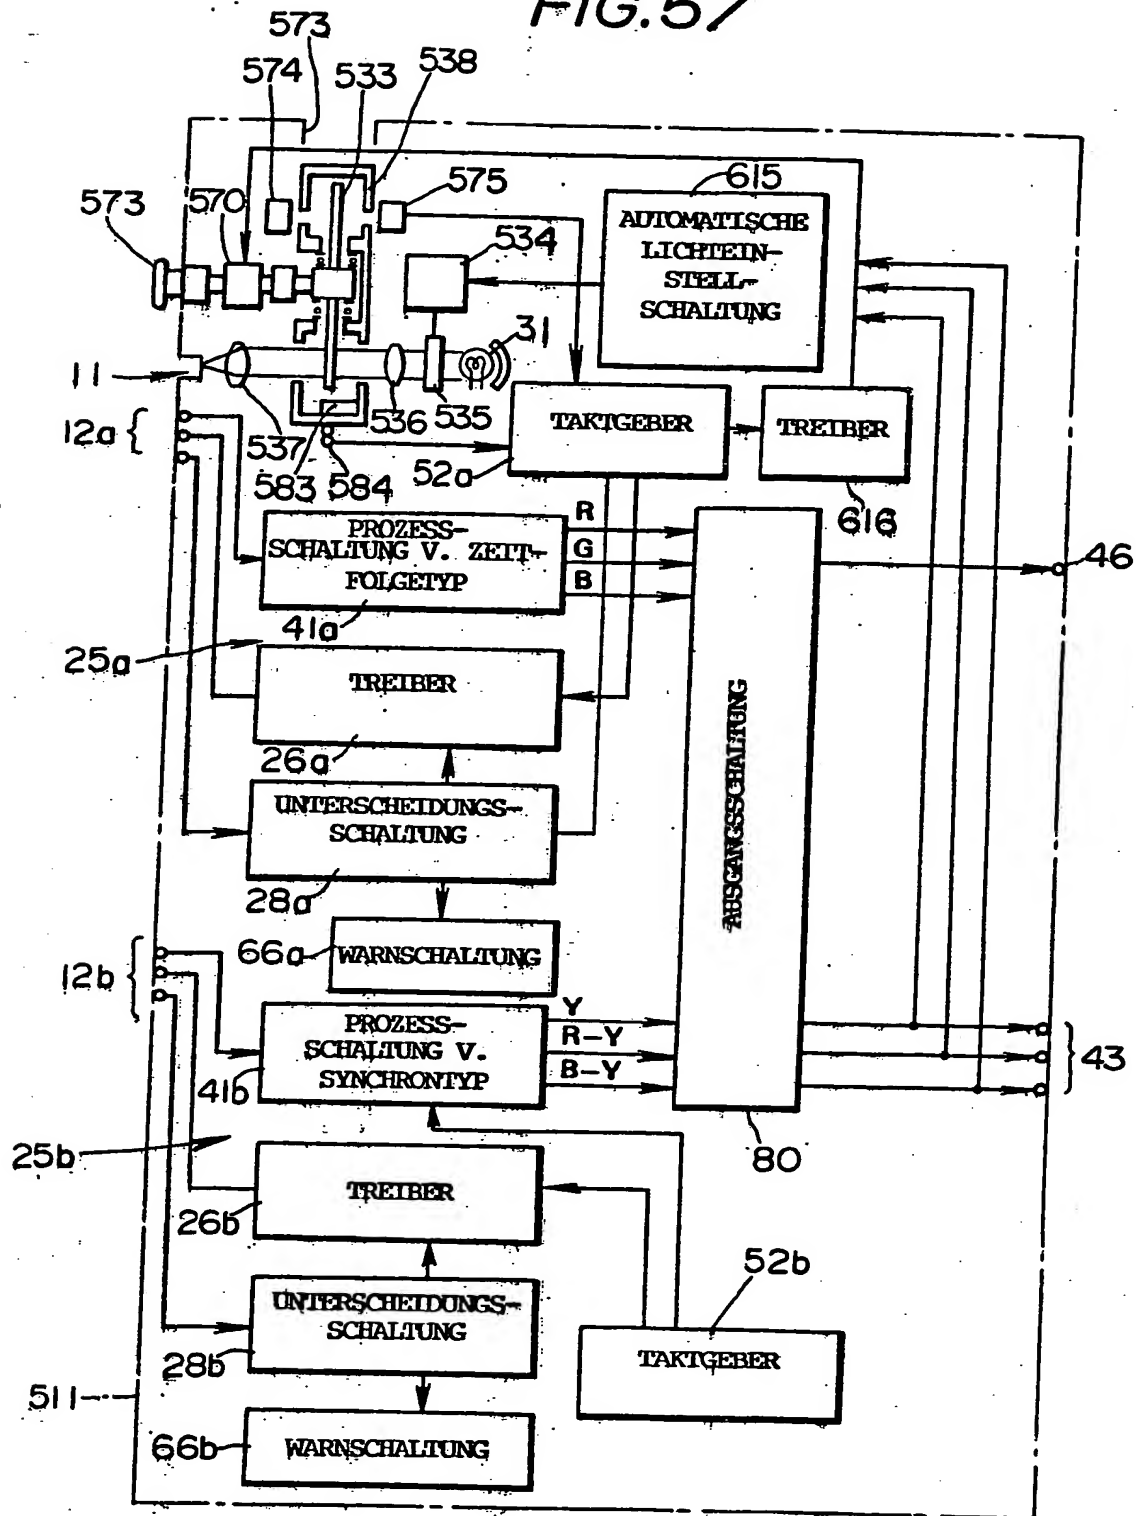 FIG.57
573
574
533
538
573
570
575
534
615
AUTOMATISCHE
LICHTEIN-
STELL-
SCHALTUNG
31
11
12a
537
536
535
583
584
52a
TAKTGEBER
TREIBER
616
PROZESS-
SCHALTUNG V. ZEIT-
FOLGETYP
41a
R
G
B
46
25a
TREIBER
26a
UNTERSCHEIDUNGS-
SCHALTUNG
28a
AUSGANGSSCHALTUNG
66a
WARNSCHALTUNG
12b
PROZESS-
SCHALTUNG V.
SYNCHRONTYP
41b
Y
R-Y
B-Y
43
80
25b
TREIBER
26b
52b
UNTERSCHEIDUNGS-
SCHALTUNG
28b
TAKTGEBER
511
66b
WARNSCHALTUNG